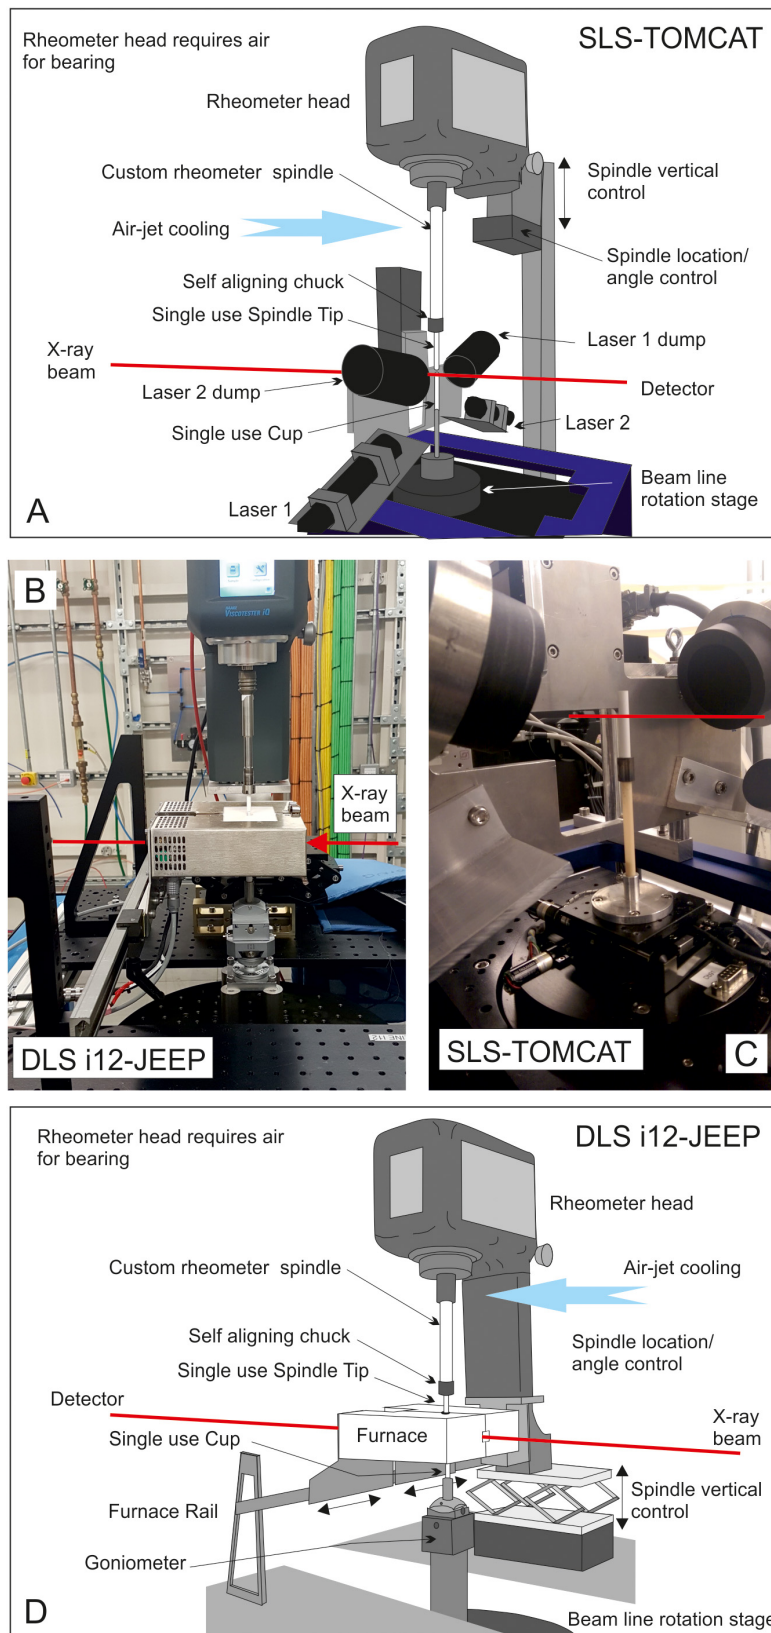 Rheometer head requires air
for bearing
SLS-TOMCAT
Rheometer head
Custom rheometer spindle
Spindle vertical
control
Air-jet cooling
Spindle location/
angle control
Self aligning chuck
Single use Spindle Tip
Laser 1 dump
X-ray
beam
Laser 2 dump
Detector
Single use Cup
Laser 2
Beam line
rotation stage
Laser 1
A
B
VISCOTESTER iQ
X-ray
beam
DLS i12-JEEP
SLS-TOMCAT
C
Rheometer head requires air
for bearing
DLS i12-JEEP
Rheometer head
Custom rheometer spindle
Air-jet cooling
Self aligning chuck
Spindle location/
angle control
Single use Spindle Tip
Detector
X-ray
beam
Furnace
Single use Cup
Spindle vertical
control
Furnace Rail
Goniometer
D
Beam line rotation stage